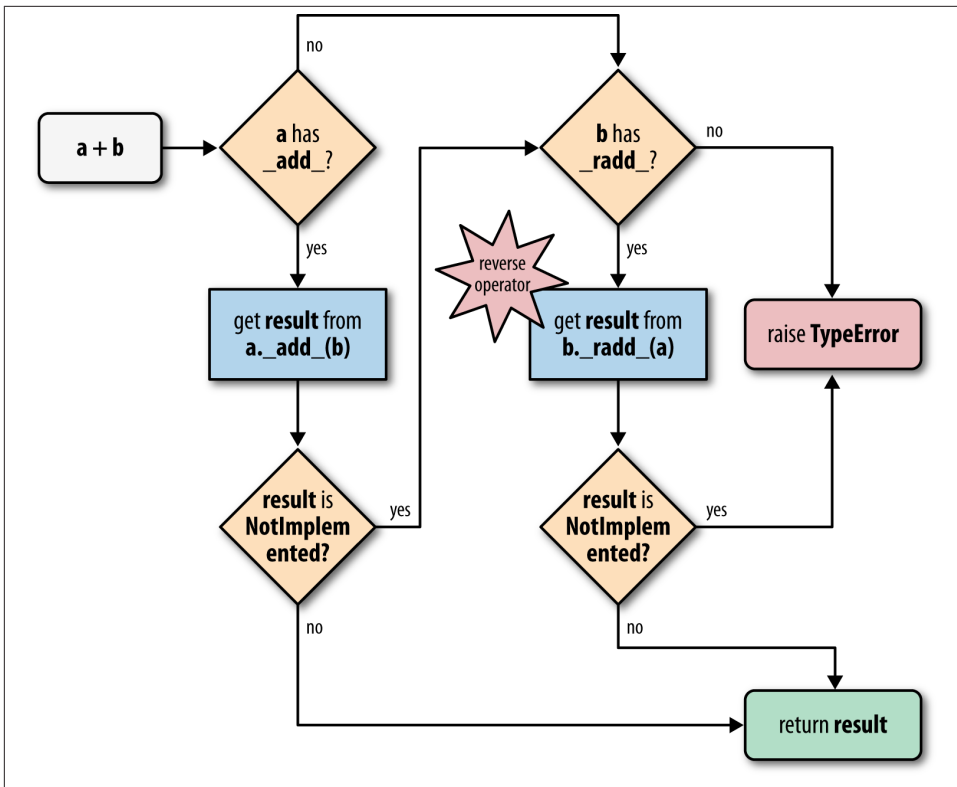 no
a + b
a has
_add_?
b has
_radd_?
no
yes
yes
reverse
operator
get result from
a._add_(b)
get result from
b._radd_(a)
raise TypeError
result is
NotImplem
ented?
yes
result is
NotImplem
ented?
yes
no
no
return result